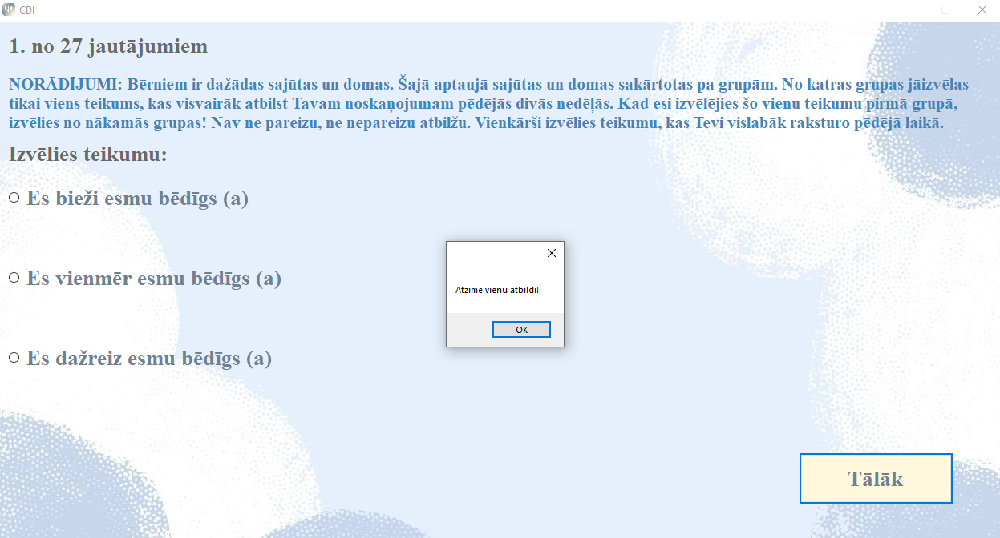 CDI
1. no 27 jautājumiem
NORĀDĪJUMI: Bērniem ir dažādas sajūtas un domas. Šajā aptaujā sajūtas un domas sakārtotas pa grupām. No katras grupas jāizvēlas
tikai viens teikums, kas visvairāk atbilst Tavam noskaņojumam pēdējās divās nedēļās. Kad esi izvēlējies šo vienu teikumu pirmā grupā,
izvēlies no nākamās grupas! Nav ne pareizu, ne nepareizu atbilžu. Vienkārši izvēlies teikumu, kas Tevi vislabāk raksturo pēdējā laikā.
Izvēlies teikumu:
Es bieži esmu bēdīgs (a)
Es vienmēr esmu bēdīgs (a)
Atzīmē vienu atbildi!
OK
Es dažreiz esmu bēdīgs (a)
Tālāk